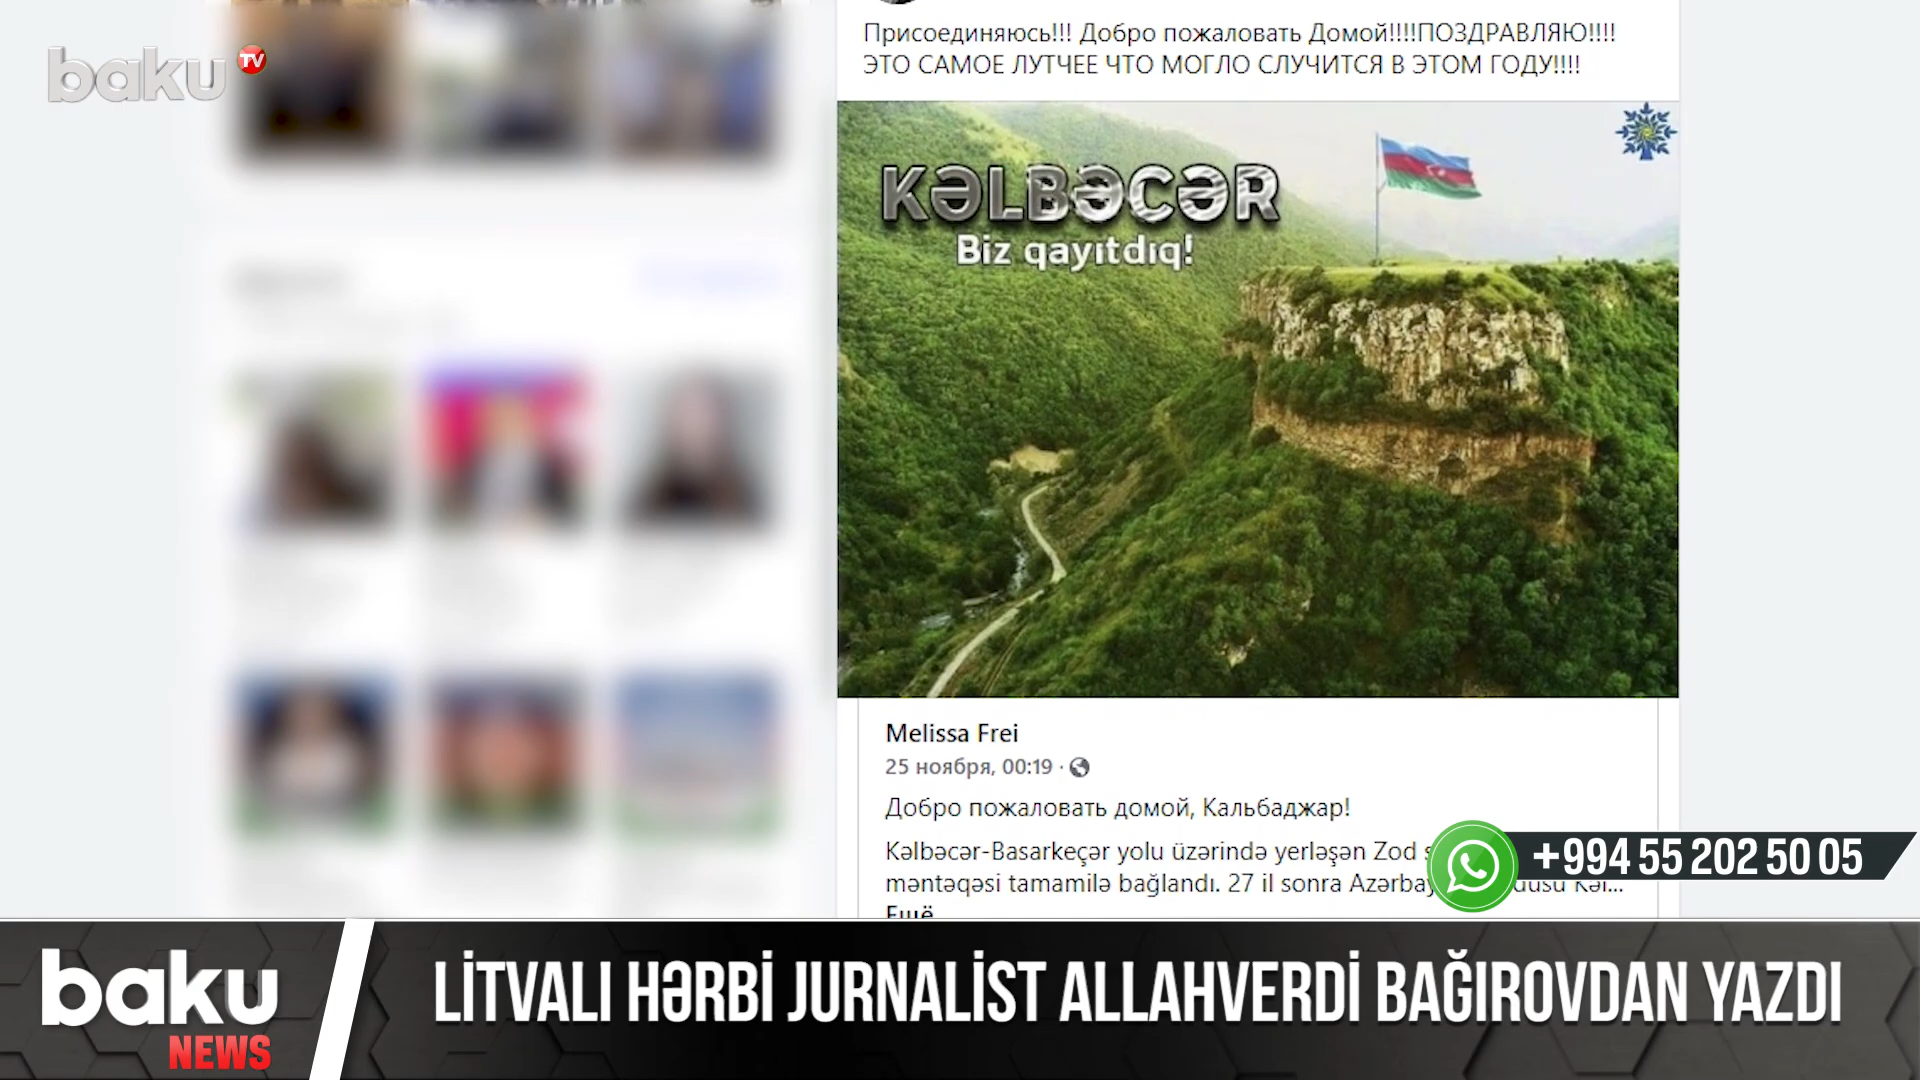 baku TV
Присоединяюсь!!! Добро пожаловать Домой!!!!ПОЗДРАВЛЯЮ!!!!
ЭТО САМОЕ ЛУТЧЕЕ ЧТО МОГЛО СЛУЧИТСЯ В ЭТОМ ГОДУ!!!!
KƏLBƏCƏR
Biz qayıtdıq!
Melissa Frei
25 ноября, 00:19 ·
Добро пожаловать домой, Кальбаджар!
Kəlbəcər-Basarkeçər yolu üzərində yerləşən Zod
məntəqəsi tamamilə bağlandı. 27 il sonra Kəl...
Ещё
+994 55 202 50 05
baku
NEWS
LİTVALI HƏRBİ JURNALİST ALLAHVERDİ BAĞIROVDAN YAZDI